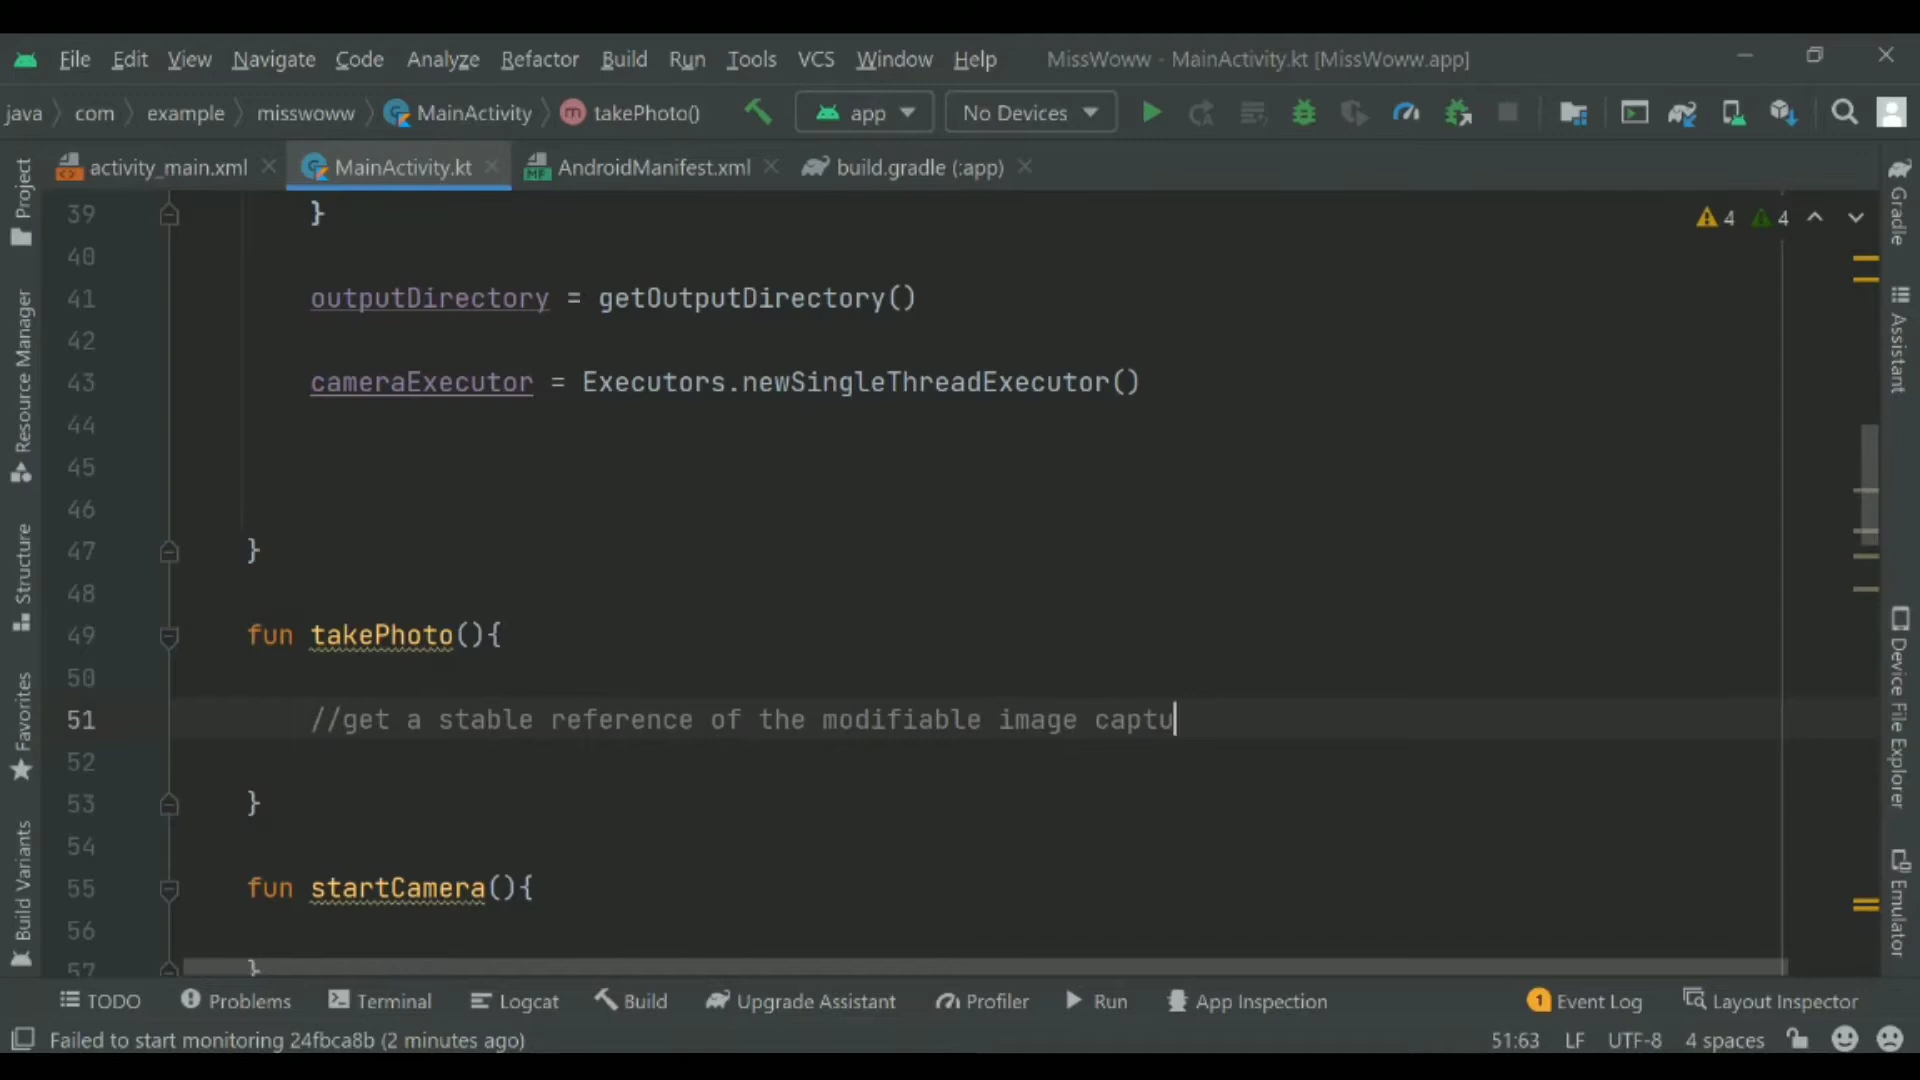 File Edit View Navigate Code Analyze Refactor Build Run Tools VCS Window Help MissWoww - MainActivity.kt [MissWoww.app]
java com example misswoww MainActivity m takePhoto() app No Devices
activity_main.xml MainActivity.kt MF AndroidManifest.xml build.gradle (:app)
Project
Resource Manager
Structure
Favorites
Build Variants
4 4
39 }
40
41 outputDirectory = getOutputDirectory()
42
43 cameraExecutor = Executors.newSingleThreadExecutor()
44
45
46
47 }
48
49 fun takePhoto(){
50
51 //get a stable reference of the modifiable image captu
52
53 }
54
55 fun startCamera(){
56
57 }
Gradle
Assistant
Device File Explorer
Emulator
TODO Problems Terminal Logcat Build Upgrade Assistant Profiler Run App Inspection 1 Event Log Layout Inspector
Failed to start monitoring 24fbca8b (2 minutes ago) 51:63 LF UTF-8 4 spaces